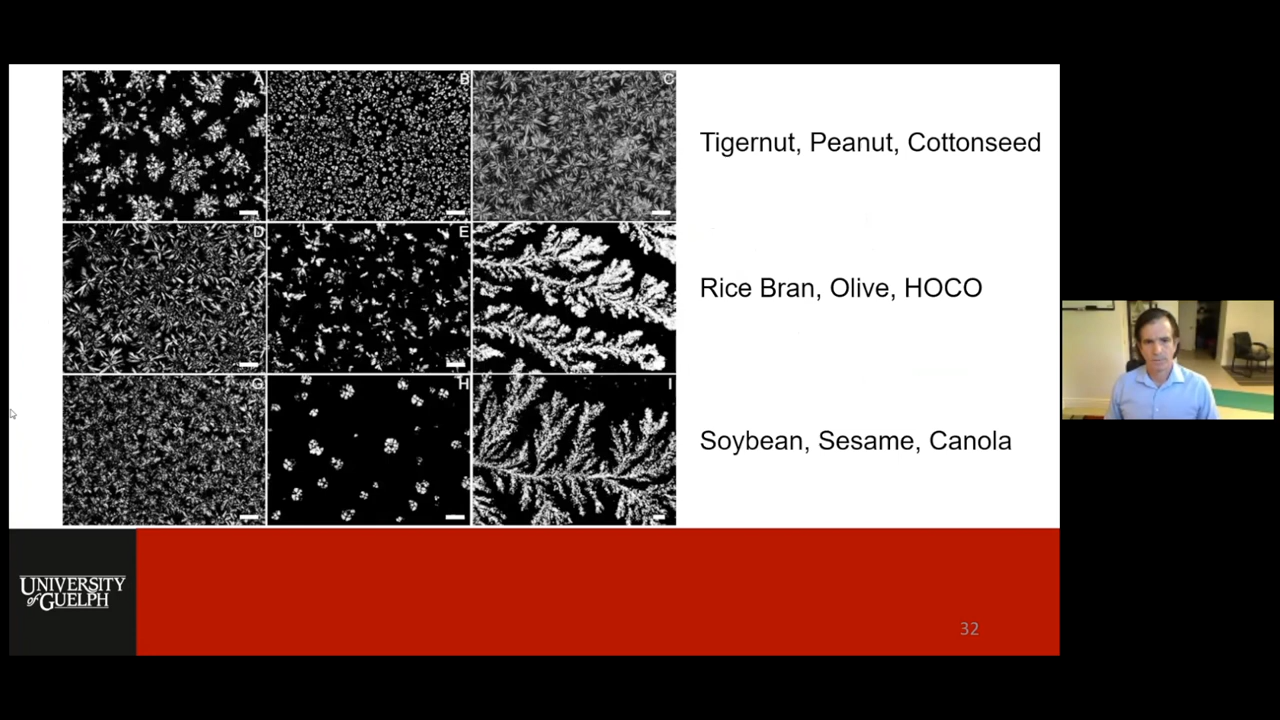 A B C
Tigernut, Peanut, Cottonseed
D E
Rice Bran, Olive, HOCO
G H I
Soybean, Sesame, Canola
UNIVERSITY
of GUELPH
32